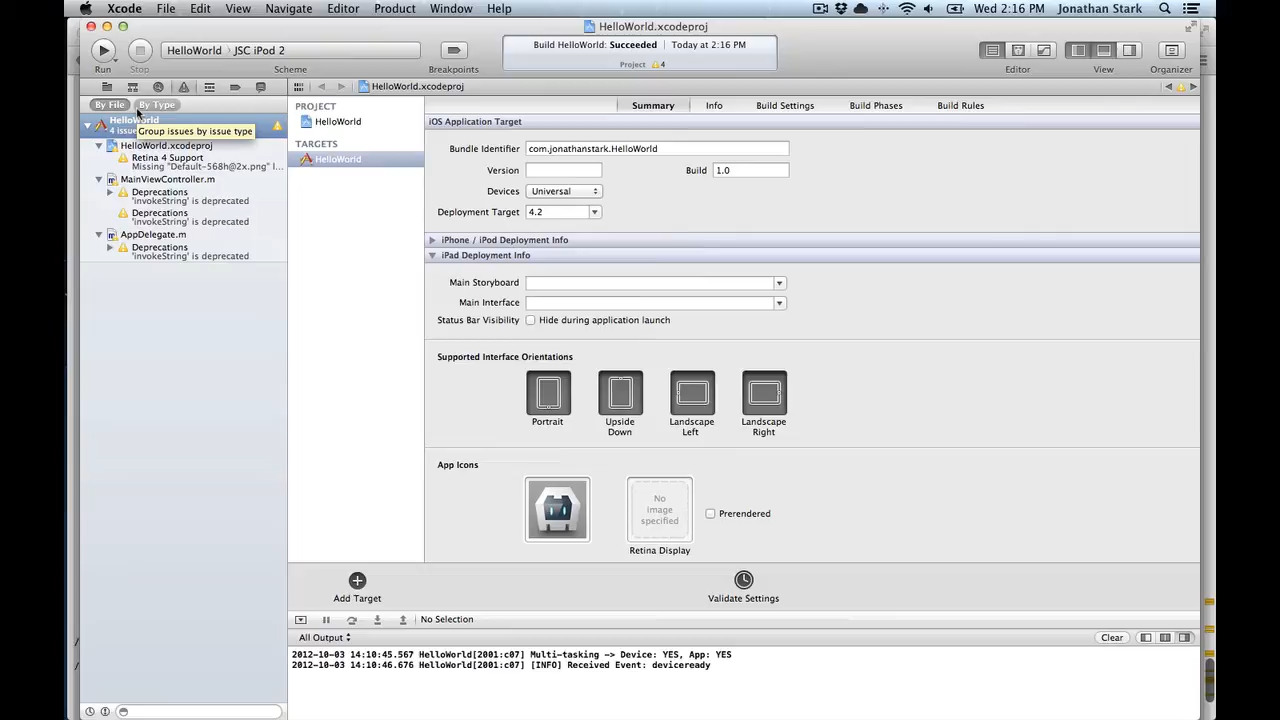 Xcode File Edit View Navigate Editor Product Window Help Wed 2:16 PM Jonathan Stark
HelloWorld.xcodeproj
HelloWorld JSC iPod 2
Build HelloWorld: Succeeded Today at 2:16 PM
Project 4
Run Stop Scheme Breakpoints Editor View Organizer
HelloWorld.xcodeproj
By File By Type
HelloWorld
4 issue
Group issues by issue type
HelloWorld.xcodeproj
Retina 4 Support
Missing "Default-568h@2x.png" l...
MainViewController.m
Deprecations
'invokeString' is deprecated
Deprecations
'invokeString' is deprecated
AppDelegate.m
Deprecations
'invokeString' is deprecated
PROJECT
HelloWorld
TARGETS
HelloWorld
Summary Info Build Settings Build Phases Build Rules
iOS Application Target
Bundle Identifier com.jonathanstark.HelloWorld
Version Build 1.0
Devices Universal
Deployment Target 4.2
iPhone / iPod Deployment Info
iPad Deployment Info
Main Storyboard
Main Interface
Status Bar Visibility Hide during application launch
Supported Interface Orientations
Portrait
Upside
Down
Landscape
Left
Landscape
Right
App Icons
No
image
specified
Prerendered
Retina Display
Add Target Validate Settings
No Selection
All Output Clear
2012-10-03 14:10:45.567 HelloWorld[2001:c07] Multi-tasking -> Device: YES, App: YES
2012-10-03 14:10:46.676 HelloWorld[2001:c07] [INFO] Received Event: deviceready